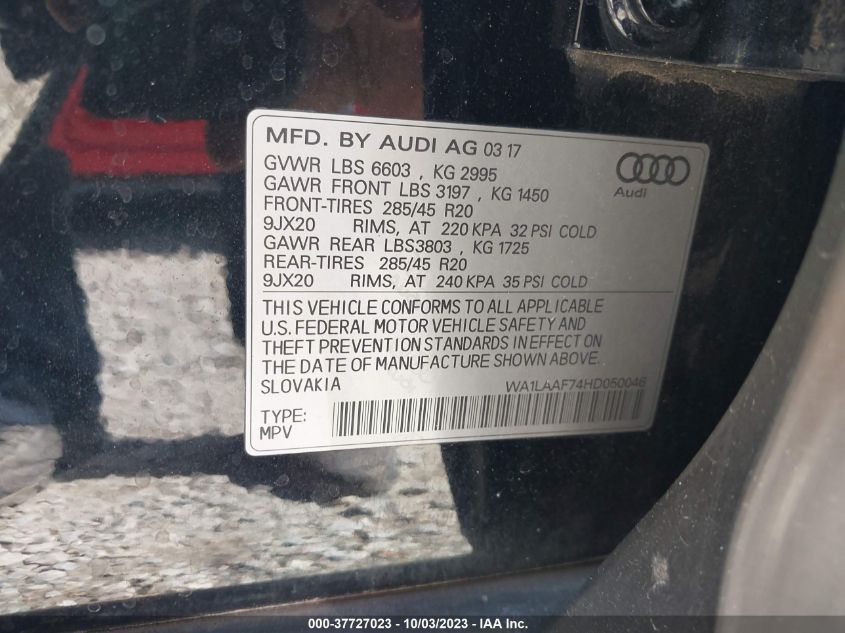 MFD. BY AUDI AG 03 17
GVWR LBS 6603 , KG 2995
GAWR FRONT LBS 3197 , KG 1450
FRONT-TIRES 285/45 R20
9JX20 RIMS, AT 220 KPA 32 PSI COLD
GAWR REAR LBS3803 , KG 1725
REAR-TIRES 285/45 R20
9JX20 RIMS, AT 240 KPA 35 PSI COLD
Audi
THIS VEHICLE CONFORMS TO ALL APPLICABLE
U.S. FEDERAL MOTOR VEHICLE SAFETY AND
THEFT PREVENTION STANDARDS IN EFFECT ON
THE DATE OF MANUFACTURE SHOWN ABOVE.
SLOVAKIA WA1LAAF74HD050046
TYPE:
MPV
000-37727023 - 10/03/2023 - IAA Inc.